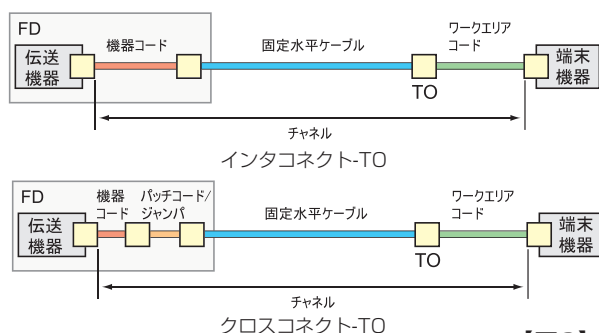 FD
伝送
機器
機器コード
固定水平ケーブル
ワークエリア
コード
TO
端末
機器
チャネル
インタコネクト-TO
FD
伝送
機器
機器
コード
パッチコード/
ジャンパ
固定水平ケーブル
ワークエリア
コード
TO
端末
機器
チャネル
クロスコネクト-TO